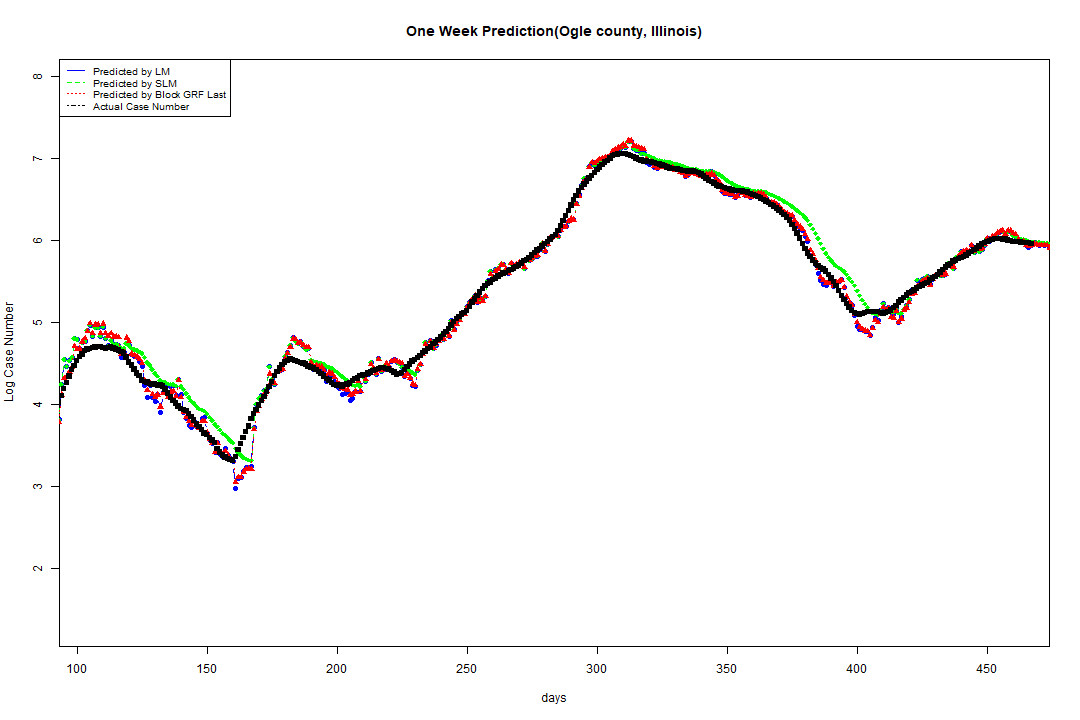 One Week Prediction(Ogle county, Illinois)
Predicted by LM
Predicted by SLM
Predicted by Block GRF Last
Actual Case Number
8
7
6
5
4
3
2
Log Case Number
100 150 200 250 300 350 400 450
days